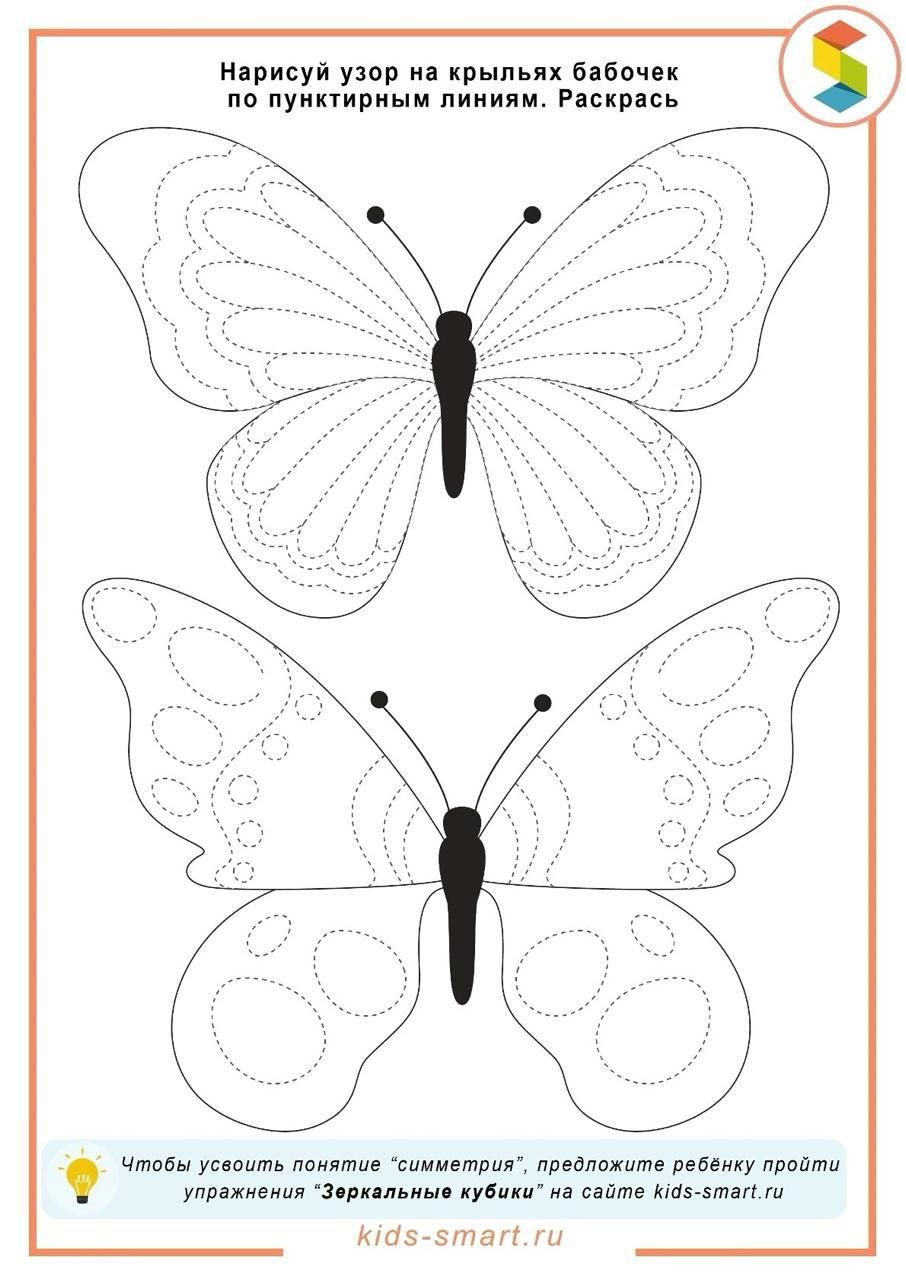 Нарисуй узор на крыльях бабочек
по пунктирным линиям. Раскрась
Чтобы усвоить понятие “симметрия”, предложите ребёнку пройти
упражнения “Зеркальные кубики” на сайте kids-smart.ru
kids-smart.ru